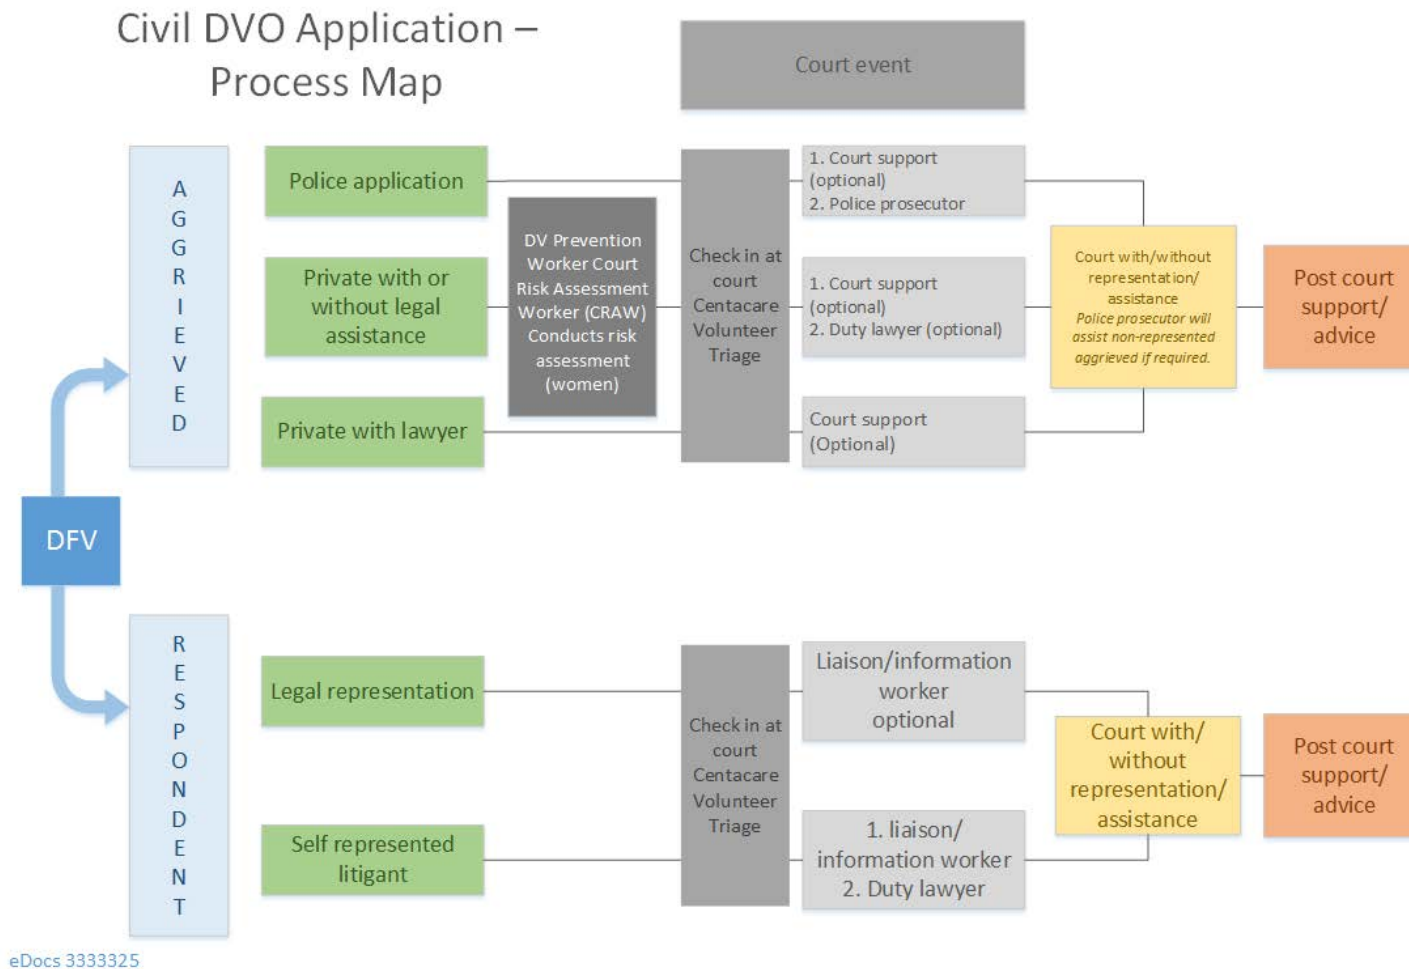 Civil DVO Application –
Process Map
Court event
A
G
G
R
I
E
V
E
D
Police application
Private with or
without legal
assistance
Private with lawyer
DV Prevention
Worker Court
Risk Assessment
Worker (CRAW)
Conducts risk
assessment
(women)
Check in at
court
Centacare
Volunteer
Triage
1. Court support
(optional)
2. Police prosecutor
1. Court support
(optional)
2. Duty lawyer (optional)
Court support
(Optional)
Court with/without
representation/
assistance
Police prosecutor will
assist non-represented
aggrieved if required.
Post court
support/
advice
DFV
R
E
S
P
O
N
D
E
N
T
Legal representation
Self represented
litigant
Check in at
court
Centacare
Volunteer
Triage
Liaison/information
worker
optional
1. liaison/
information worker
2. Duty lawyer
Court with/
without
representation/
assistance
Post court
support/
advice
eDocs 3333325